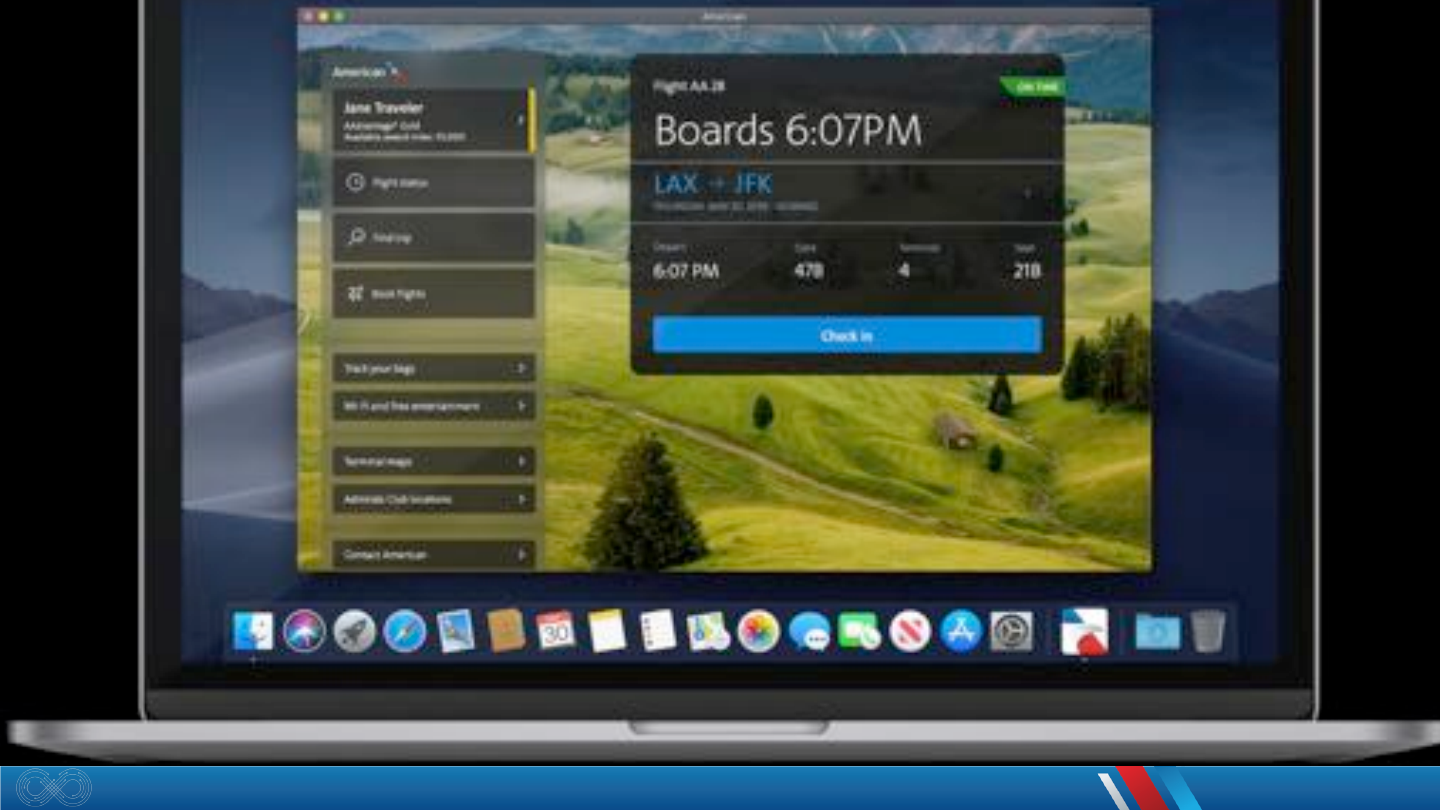 American
American
Jane Traveler
AAdvantage® Gold
Flight status
Find trip
Book flights
Track your bags
Wi-Fi and free entertainment
Terminal maps
Admirals Club locations
Contact American
Flight AA 28
ON TIME
Boards 6:07PM
LAX → JFK
Depart Gate Terminal Seat
6:07 PM 47B 4 21B
Check in
30